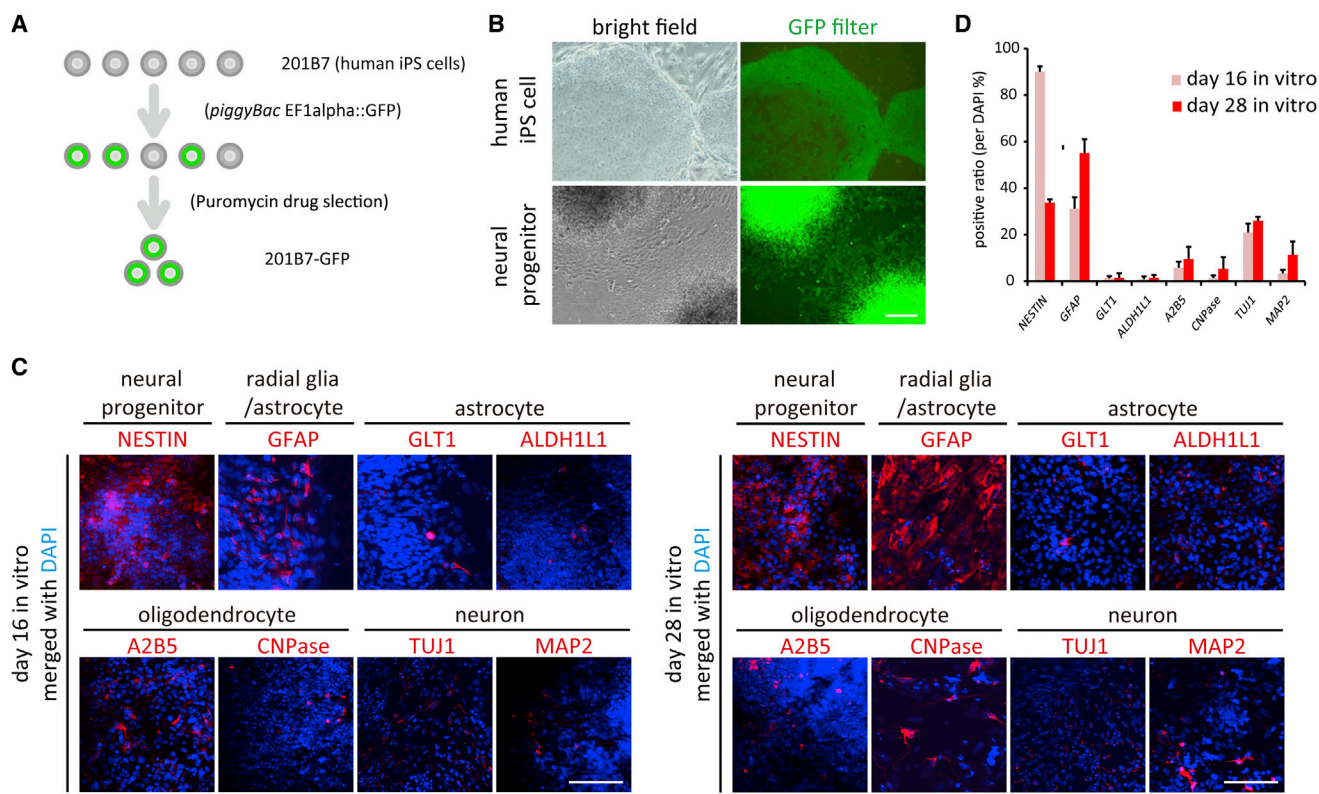 A
201B7 (human iPS cells)
(piggyBac EF1alpha::GFP)
(Puromycin drug slection)
201B7-GFP
B
bright field
GFP filter
human
iPS cell
neural
progenitor
D
positive ratio (per DAPI %)
100
80
60
40
20
0
day 16 in vitro
day 28 in vitro
NESTIN
GFAP
GLT1
ALDH1L1
A2B5
CNPase
TUJ1
MAP2
C
day 16 in vitro
merged with DAPI
neural
progenitor
radial glia
/astrocyte
astrocyte
NESTIN
GFAP
GLT1
ALDH1L1
oligodendrocyte
neuron
A2B5
CNPase
TUJ1
MAP2
day 28 in vitro
merged with DAPI
neural
progenitor
radial glia
/astrocyte
astrocyte
NESTIN
GFAP
GLT1
ALDH1L1
oligodendrocyte
neuron
A2B5
CNPase
TUJ1
MAP2